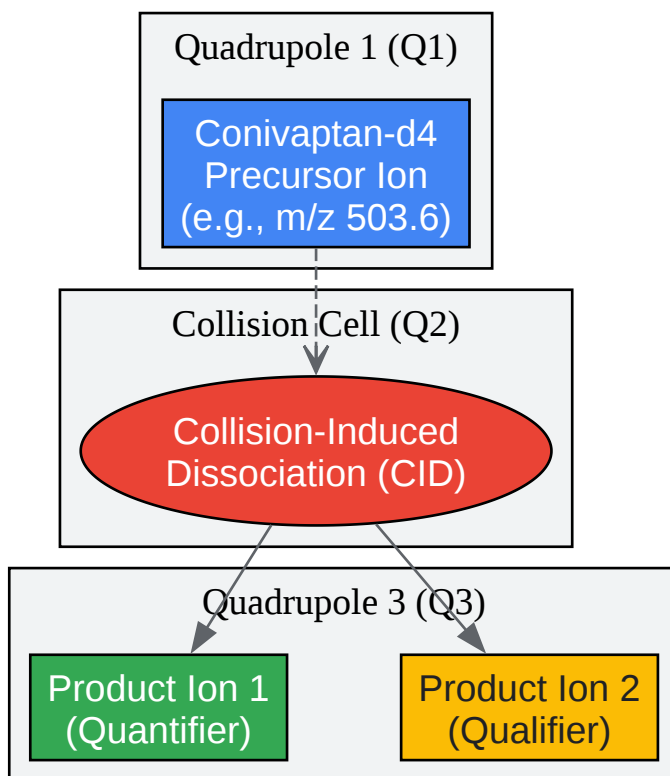 Quadrupole 1 (Q1)
Conivaptan-d4
Precursor Ion
(e.g., m/z 503.6)
Collision Cell (Q2)
Collision-Induced
Dissociation (CID)
Quadrupole 3 (Q3)
Product Ion 1
(Quantifier)
Product Ion 2
(Qualifier)